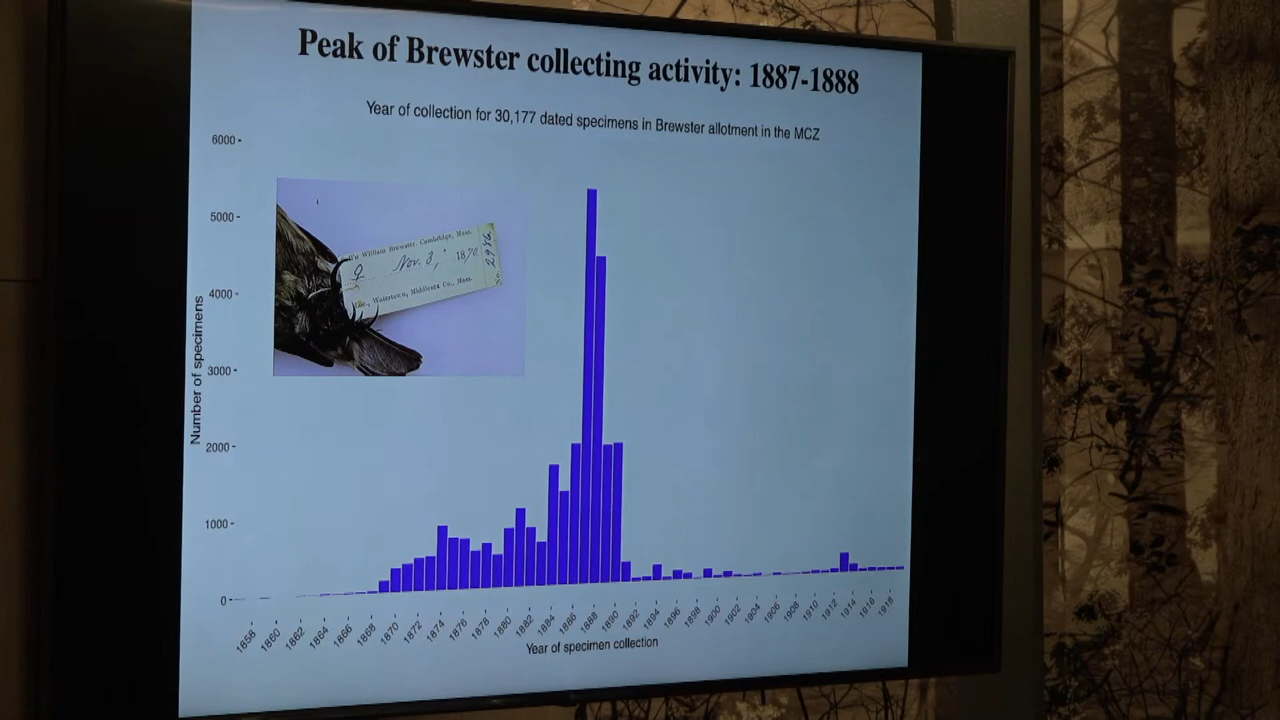 Peak of Brewster collecting activity: 1887-1888
Year of collection for 30,177 dated specimens in Brewster allotment in the MCZ
6000
5000
4000
3000
2000
1000
0
Number of specimens
William Brewster. Cambridge, Mass.
♀ Nov. 3, 1870
No. 2996
Watertown, Middlesex Co., Mass.
1858 1860 1862 1864 1866 1868 1870 1872 1874 1876 1878 1880 1882 1884 1886 1888 1890 1892 1894 1896 1898 1900 1902 1904 1906 1908 1910 1912 1914 1916 1918
Year of specimen collection